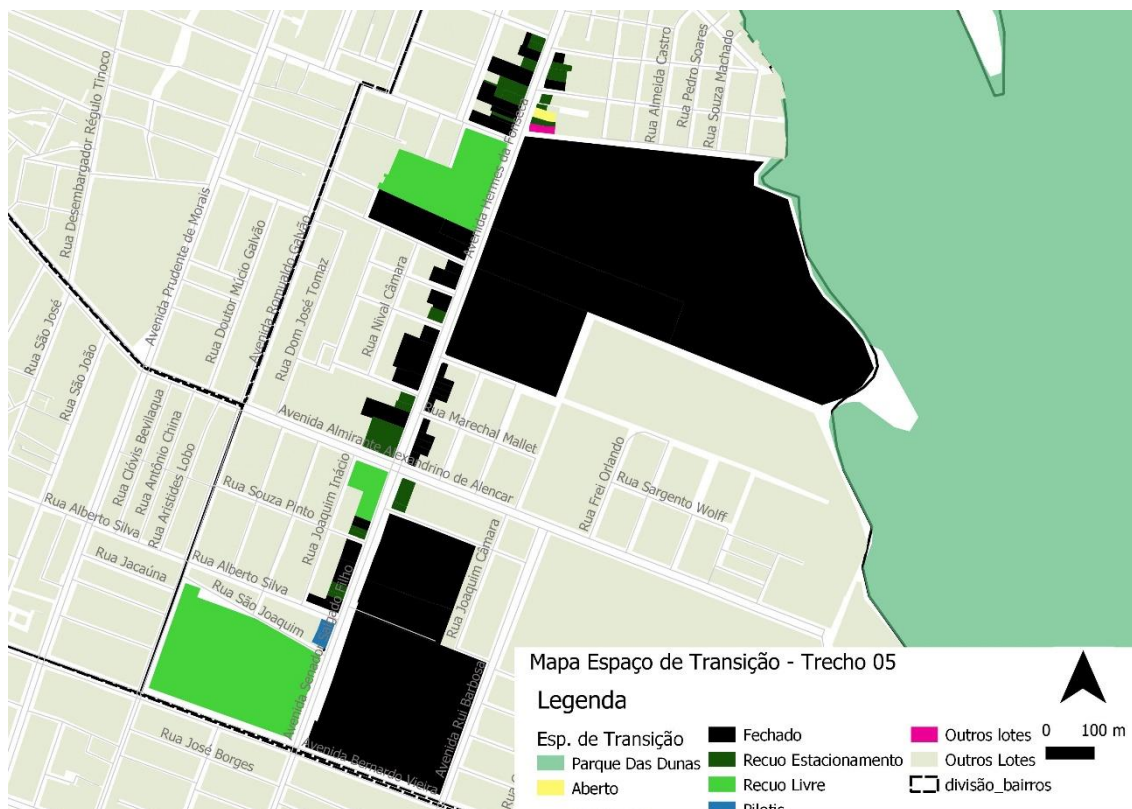 Rua Desembargador Régulo Tinoco
Avenida Prudente de Morais
Rua Doutor Múcio Galvão
Avenida Romualdo Galvão
Rua Dom José Tomaz
Rua Nival Câmara
Avenida Hermes da Fonseca
Rua Almeida Castro
Rua Pedro Soares
Rua Souza Machado
Rua São José
Rua São João
Rua Clóvis Bevilaqua
Rua Antônio China
Rua Aristides Lobo
Avenida Almirante Alexandrino de Alencar
Rua Marechal Mallet
Rua Frei Orlando
Rua Sargento Wolff
Rua Souza Pinto
Rua Joaquim Inácio
Rua Alberto Silva
Rua Alberto Silva
Rua Jacaúna
Rua São Joaquim
Avenida Senador Salgado Filho
Rua Joaquim Câmara
Avenida Rui Barbosa
Rua José Borges
Avenida Bernardo Vieira
Mapa Espaço de Transição - Trecho 05
Legenda
Esp. de Transição
Parque Das Dunas
Aberto
Fechado
Recuo Estacionamento
Recuo Livre
Pilotis
Outros lotes
Outros Lotes
divisão_bairros
0 100 m